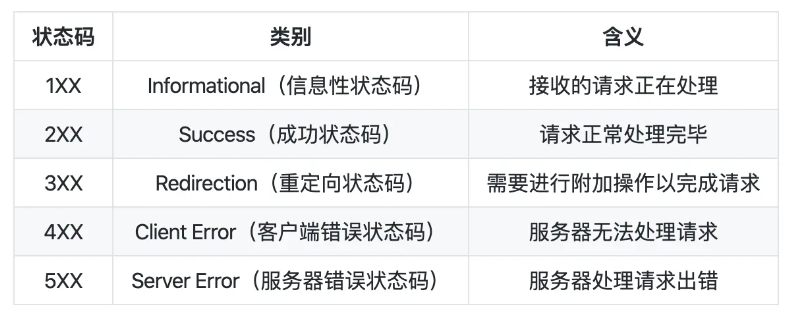 状态码 类别 含义
1XX Informational（信息性状态码） 接收的请求正在处理
2XX Success（成功状态码） 请求正常处理完毕
3XX Redirection（重定向状态码） 需要进行附加操作以完成请求
4XX Client Error（客户端错误状态码） 服务器无法处理请求
5XX Server Error（服务器错误状态码） 服务器处理请求出错